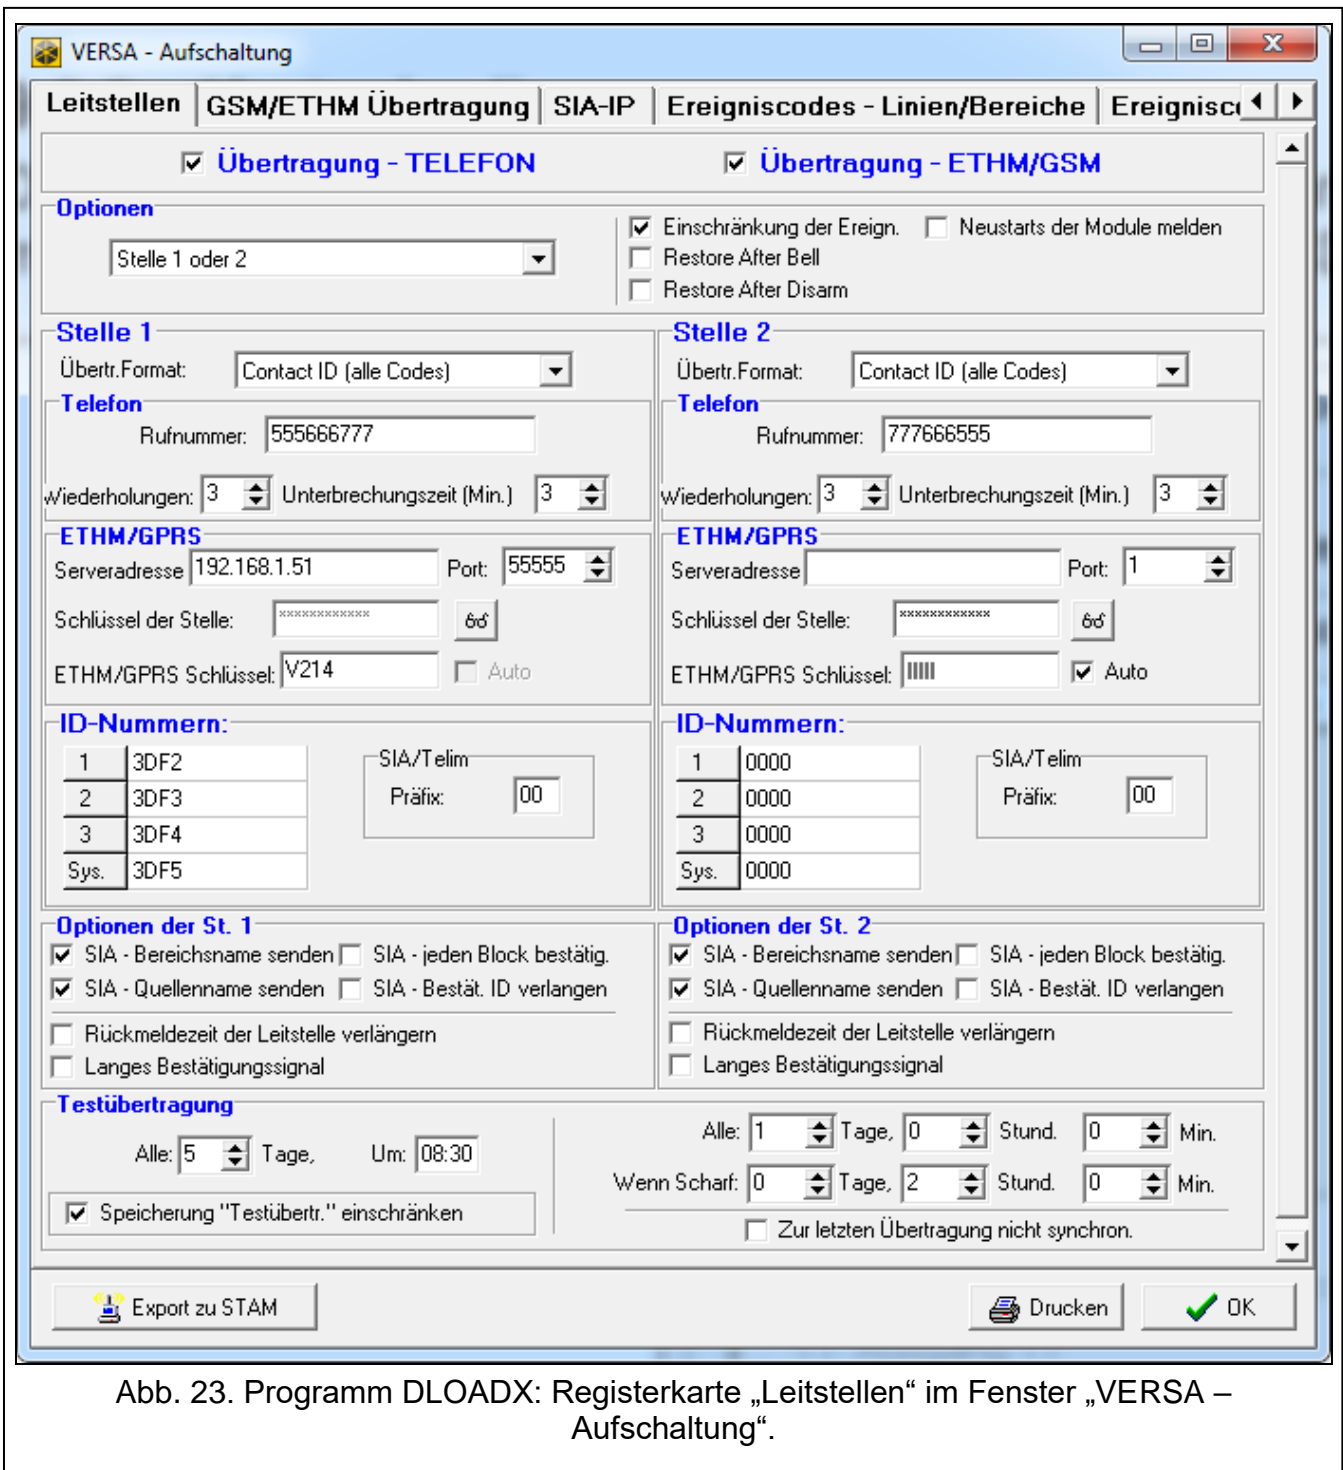 VERSA - Aufschaltung
Leitstellen GSM/ETHM Übertragung SIA-IP Ereigniscodes - Linien/Bereiche
Übertragung - TELEFON Übertragung - ETHM/GSM
Optionen
Stelle 1 oder 2
Einschränkung der Ereign. Neustarts der Module melden
Restore After Bell
Restore After Disarm
Stelle 1
Übertr.Format: Contact ID (alle Codes)
Telefon
Rufnummer: 555666777
Wiederholungen: 3 Unterbrechungszeit (Min.) 3
ETHM/GPRS
Serveradresse 192.168.1.51 Port: 55555
Schlüssel der Stelle: ************
ETHM/GPRS Schlüssel: V214 Auto
ID-Nummern:
1 3DF2
2 3DF3
3 3DF4
Sys. 3DF5
SIA/Telim
Präfix: 00
Optionen der St. 1
SIA - Bereichsname senden SIA - jeden Block bestätig.
SIA - Quellenname senden SIA - Bestät. ID verlangen
Rückmeldezeit der Leitstelle verlängern
Langes Bestätigungssignal
Stelle 2
Übertr.Format: Contact ID (alle Codes)
Telefon
Rufnummer: 777666555
Wiederholungen: 3 Unterbrechungszeit (Min.) 3
ETHM/GPRS
Serveradresse Port: 1
Schlüssel der Stelle: ************
ETHM/GPRS Schlüssel: Auto
ID-Nummern:
1 0000
2 0000
3 0000
Sys. 0000
SIA/Telim
Präfix: 00
Optionen der St. 2
SIA - Bereichsname senden SIA - jeden Block bestätig.
SIA - Quellenname senden SIA - Bestät. ID verlangen
Rückmeldezeit der Leitstelle verlängern
Langes Bestätigungssignal
Testübertragung
Alle: 5 Tage, Um: 08:30
Speicherung "Testübertr." einschränken
Alle: 1 Tage, 0 Stund. 0 Min.
Wenn Scharf: 0 Tage, 2 Stund. 0 Min.
Zur letzten Übertragung nicht synchron.
Export zu STAM Drucken OK
Abb. 23. Programm DLOADX: Registerkarte „Leitstellen“ im Fenster „VERSA –
Aufschaltung“.